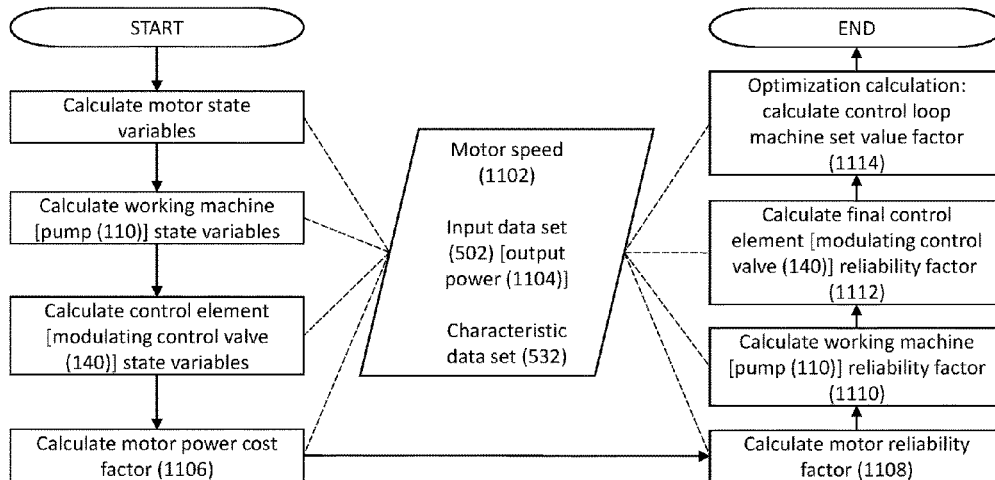 START
Calculate motor state
variables
Calculate working machine
[pump (110)] state variables
Calculate control element
[modulating control valve
(140)] state variables
Calculate motor power cost
factor (1106)
Motor speed
(1102)
Input data set
(502) [output
power (1104)]
Characteristic
data set (532)
END
Optimization calculation:
calculate control loop
machine set value factor
(1114)
Calculate final control
element [modulating control
valve (140)] reliability factor
(1112)
Calculate working machine
[pump (110)] reliability factor
(1110)
Calculate motor reliability
factor (1108)